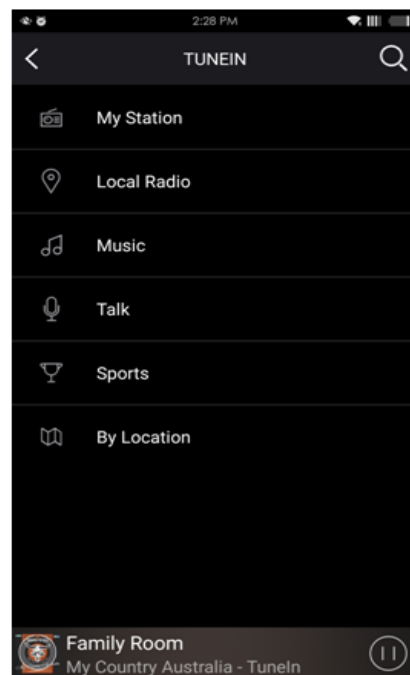 2:28 PM
TUNEIN
My Station
Local Radio
Music
Talk
Sports
By Location
Family Room
My Country Australia - TuneIn